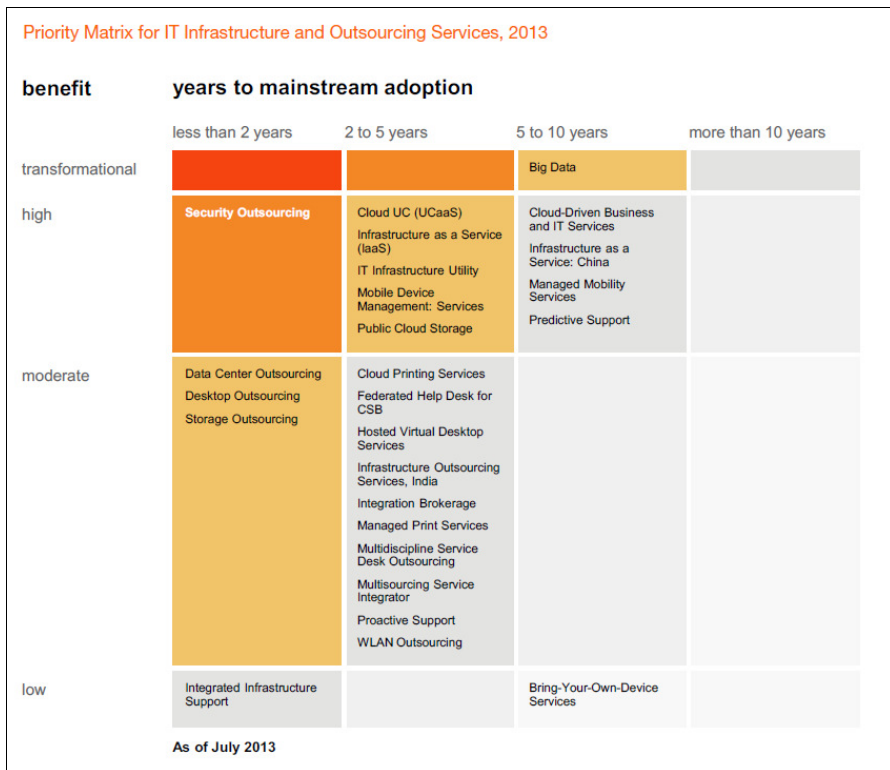 Priority Matrix for IT Infrastructure and Outsourcing Services, 2013
benefit
years to mainstream adoption
less than 2 years
2 to 5 years
5 to 10 years
more than 10 years
transformational
Big Data
high
Security Outsourcing
Cloud UC (UCaaS)
Infrastructure as a Service
(IaaS)
IT Infrastructure Utility
Mobile Device
Management: Services
Public Cloud Storage
Cloud-Driven Business
and IT Services
Infrastructure as a
Service: China
Managed Mobility
Services
Predictive Support
moderate
Data Center Outsourcing
Desktop Outsourcing
Storage Outsourcing
Cloud Printing Services
Federated Help Desk for
CSB
Hosted Virtual Desktop
Services
Infrastructure Outsourcing
Services, India
Integration Brokerage
Managed Print Services
Multidiscipline Service
Desk Outsourcing
Multisourcing Service
Integrator
Proactive Support
WLAN Outsourcing
low
Integrated Infrastructure
Support
Bring-Your-Own-Device
Services
As of July 2013